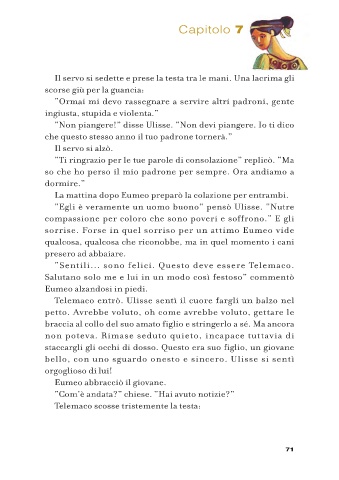 Capitolo 7
Il servo si sedette e prese la testa tra le mani. Una lacrima gli
scorse giù per la guancia:
"Ormai mi devo rassegnare a servire altri padroni, gente
ingiusta, stupida e violenta."
"Non piangere!" disse Ulisse. "Non devi piangere. Io ti dico
che questo stesso anno il tuo padrone tornerà."
Il servo si alzò.
"Ti ringrazio per le tue parole di consolazione" replicò. "Ma
so che ho perso il mio padrone per sempre. Ora andiamo a
dormire."
La mattina dopo Eumeo preparò la colazione per entrambi.
"Egli è veramente un uomo buono" pensò Ulisse. "Nutre
compassione per coloro che sono poveri e soffrono." E gli
sorrise. Forse in quel sorriso per un attimo Eumeo vide
qualcosa, qualcosa che riconobbe, ma in quel momento i cani
presero ad abbaiare.
"Sentili... sono felici. Questo deve essere Telemaco.
Salutano solo me e lui in un modo così festoso" commentò
Eumeo alzandosi in piedi.
Telemaco entrò. Ulisse sentì il cuore fargli un balzo nel
petto. Avrebbe voluto, oh come avrebbe voluto, gettare le
braccia al collo del suo amato figlio e stringerlo a sé. Ma ancora
non poteva. Rimase seduto quieto, incapace tuttavia di
staccargli gli occhi di dosso. Questo era suo figlio, un giovane
bello, con uno sguardo onesto e sincero. Ulisse si sentì
orgoglioso di lui!
Eumeo abbracciò il giovane.
"Com'è andata?" chiese. "Hai avuto notizie?"
Telemaco scosse tristemente la testa:
71